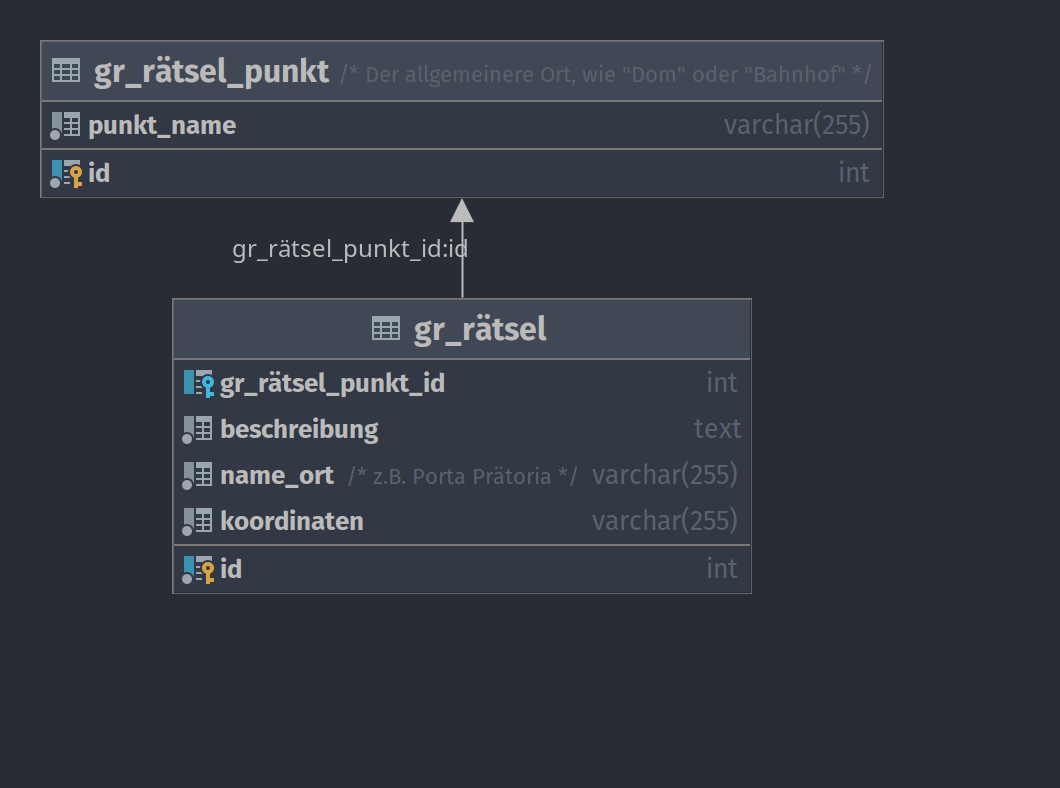 gr_rätsel_punkt /* Der allgemeinere Ort, wie "Dom" oder "Bahnhof" */
punkt_name varchar(255)
id int
gr_rätsel_punkt_id:id
gr_rätsel
gr_rätsel_punkt_id int
beschreibung text
name_ort /* z.B. Porta Prätoria */ varchar(255)
koordinaten varchar(255)
id int